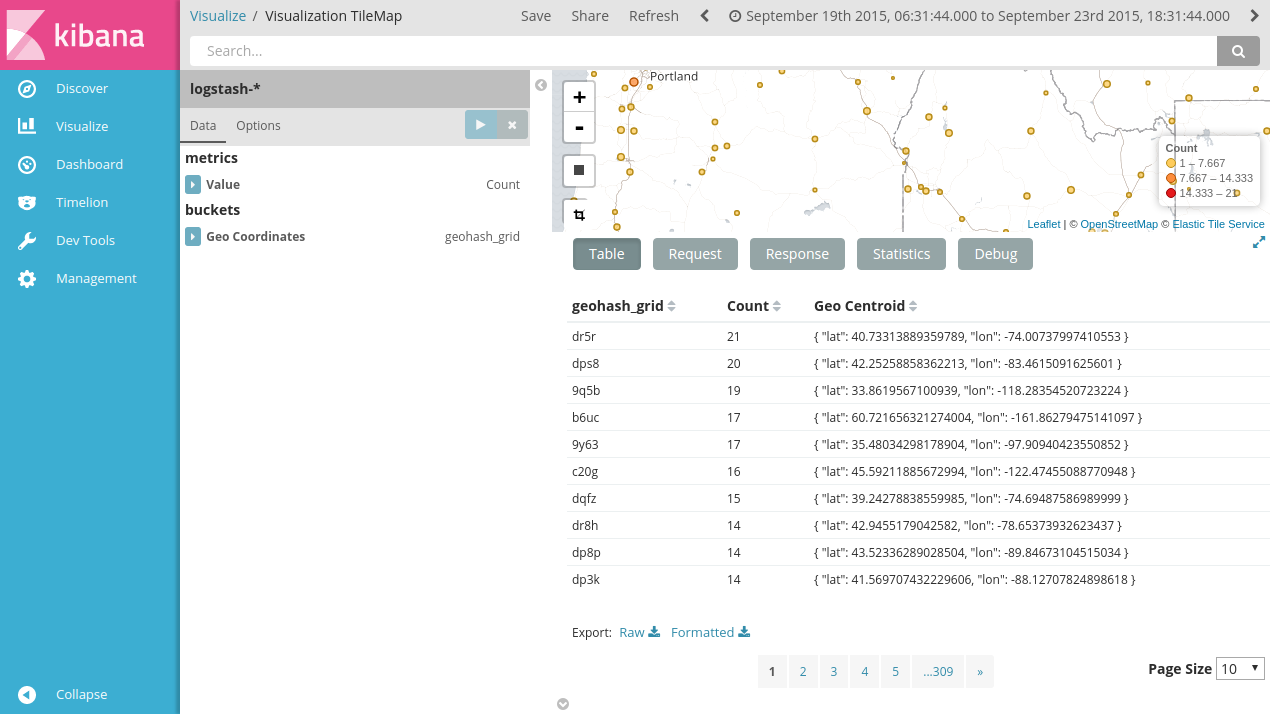 kibana
Discover
Visualize
Dashboard
Timelion
Dev Tools
Management
Collapse
Visualize / Visualization TileMap
Save Share Refresh September 19th 2015, 06:31:44.000 to September 23rd 2015, 18:31:44.000
Search...
logstash-*
Data Options
metrics
Value Count
buckets
Geo Coordinates geohash_grid
Portland
+
-
Count
1 – 7.667
7.667 – 14.333
14.333 – 21
Leaflet | © OpenStreetMap © Elastic Tile Service
Table Request Response Statistics Debug
geohash_grid Count Geo Centroid
dr5r 21 { "lat": 40.73313889359789, "lon": -74.00737997410553 }
dps8 20 { "lat": 42.25258858362213, "lon": -83.4615091625601 }
9q5b 19 { "lat": 33.8619567100939, "lon": -118.28354520723224 }
b6uc 17 { "lat": 60.721656321274004, "lon": -161.86279475141097 }
9y63 17 { "lat": 35.48034298178904, "lon": -97.90940423550852 }
c20g 16 { "lat": 45.59211885672994, "lon": -122.47455088770948 }
dqfz 15 { "lat": 39.24278838559985, "lon": -74.69487586989999 }
dr8h 14 { "lat": 42.9455179042582, "lon": -78.65373932623437 }
dp8p 14 { "lat": 43.52336289028504, "lon": -89.84673104515034 }
dp3k 14 { "lat": 41.569707432229606, "lon": -88.12707824898618 }
Export: Raw Formatted
1 2 3 4 5 ...309 »
Page Size 10